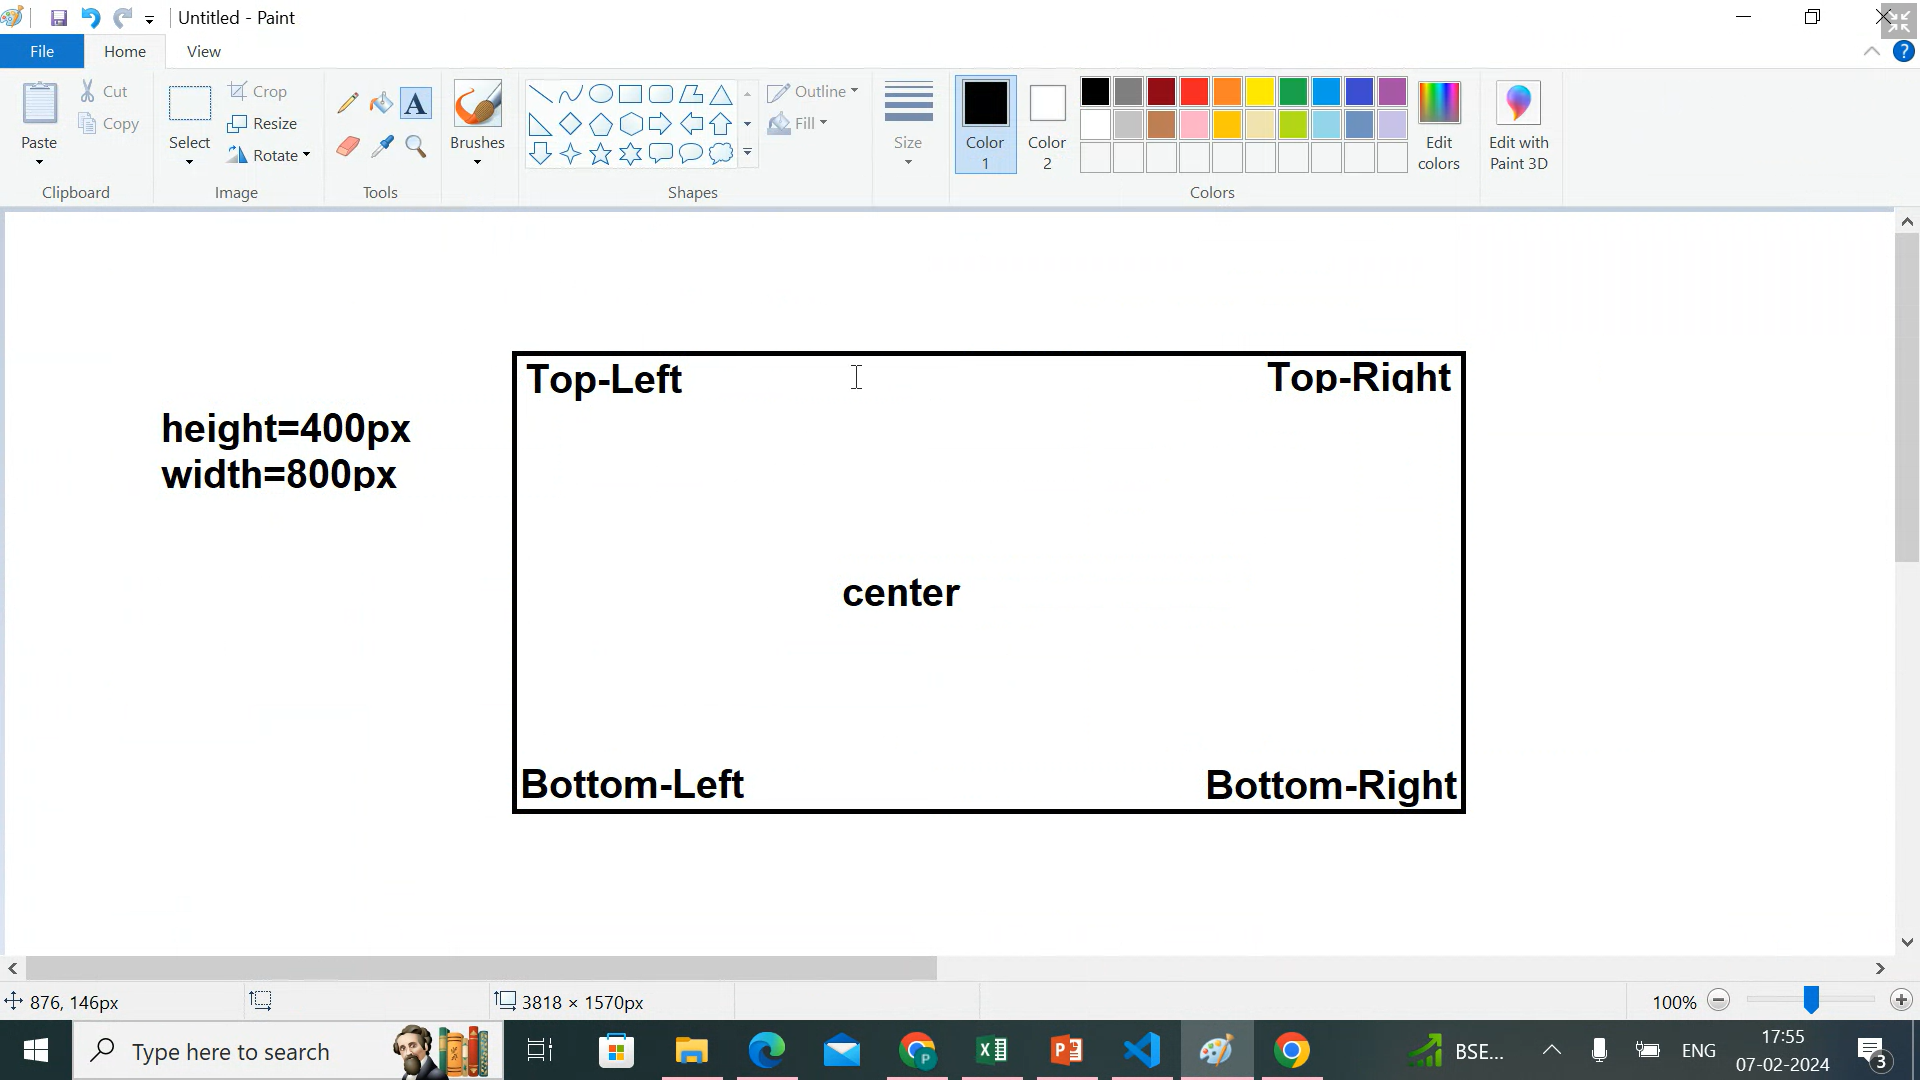 Untitled - Paint
File Home View
Paste
Cut
Copy
Clipboard
Select
Crop
Resize
Rotate
Image
A
Tools
Brushes
Outline
Fill
Shapes
Size
Color 1
Color 2
Edit colors
Colors
Edit with Paint 3D
?
Top-Left
Top-Right
height=400px
width=800px
center
Bottom-Left
Bottom-Right
876, 146px
3818 × 1570px
100%
Type here to search
P
BSE...
ENG
17:55
07-02-2024
3